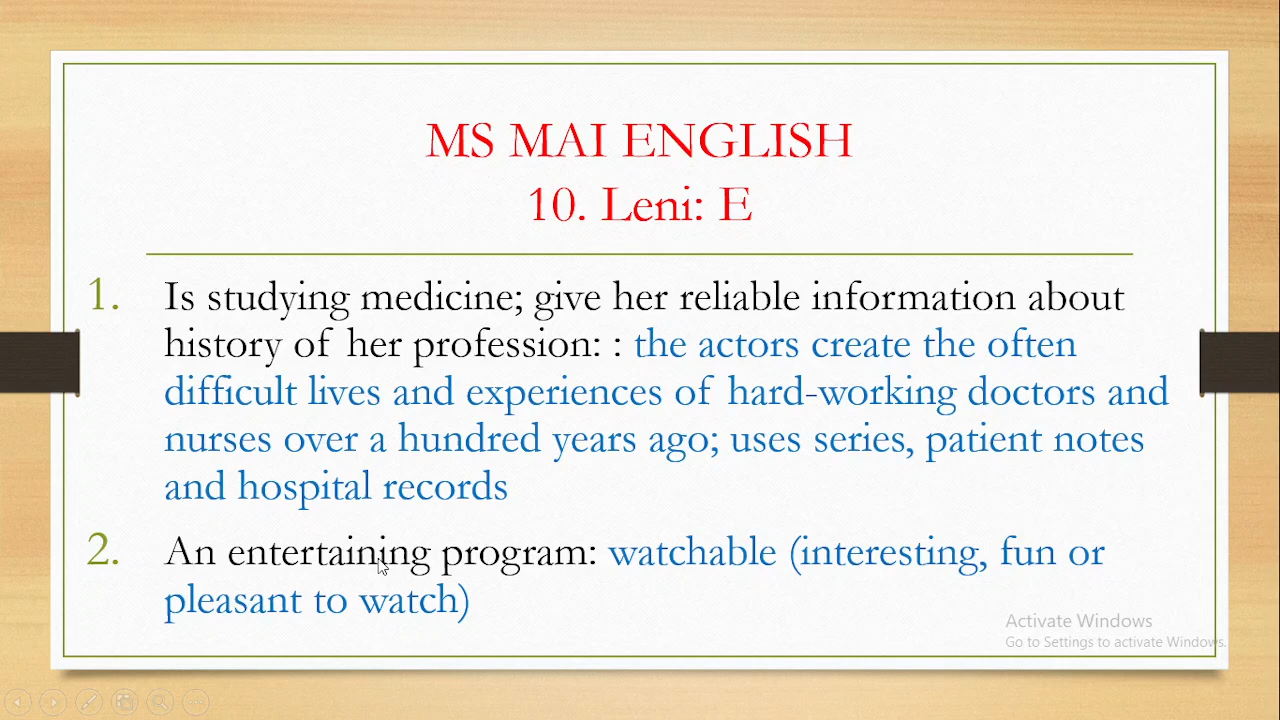 MS MAI ENGLISH
10. Leni: E
1. Is studying medicine; give her reliable information about
history of her profession: : the actors create the often
difficult lives and experiences of hard-working doctors and
nurses over a hundred years ago; uses series, patient notes
and hospital records
2. An entertaining program: watchable (interesting, fun or
pleasant to watch)
Activate Windows
Go to Settings to activate Windows.